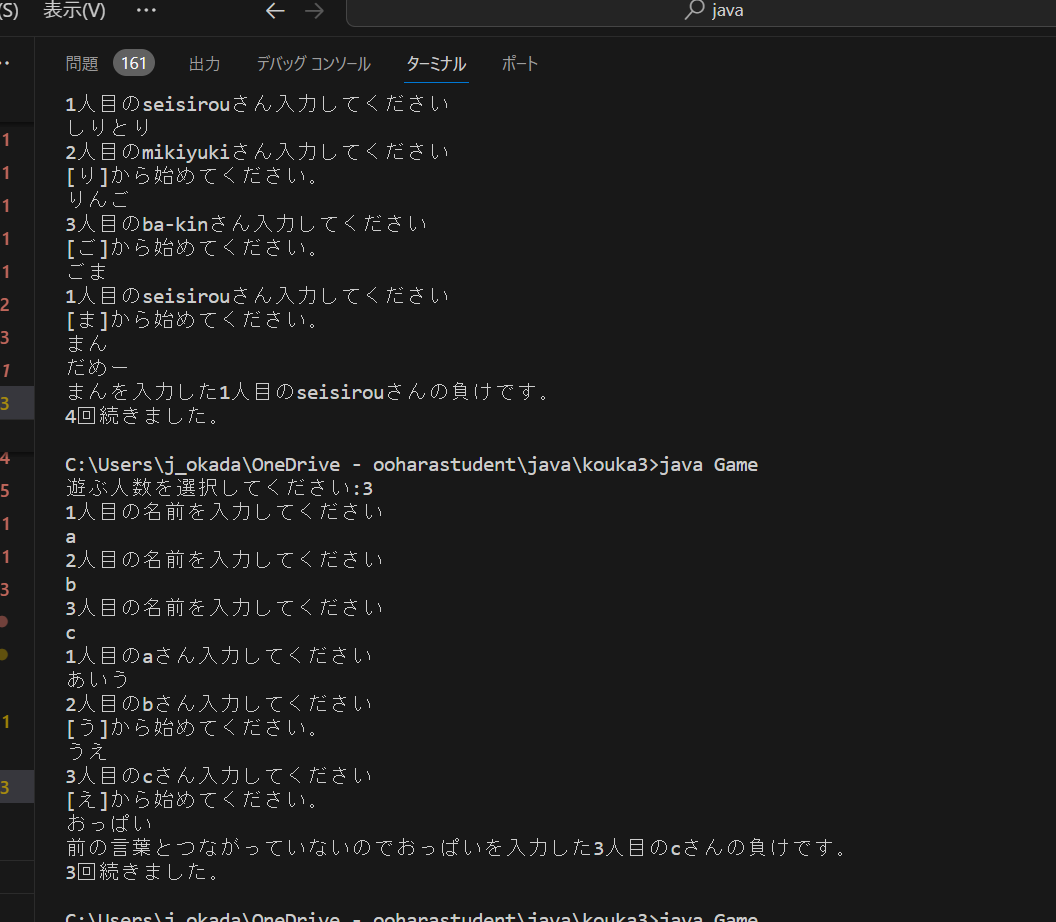 (S) 表示(V) ··· ← → java
問題 161 出力 デバッグ コンソール ターミナル ポート
1人目のseisirouさん入力してください
しりとり
1
2人目のmikiyukiさん入力してください
1
[り]から始めてください。
りんご
1
3人目のba-kinさん入力してください
1
[ご]から始めてください。
ごま
1
1人目のseisirouさん入力してください
2
[ま]から始めてください。
3
まん
だめー
1
まんを入力した1人目のseisirouさんの負けです。
3
4回続きました。
4
C:\Users\j_okada\OneDrive - ooharastudent\java\kouka3>java Game
5
遊ぶ人数を選択してください:3
1人目の名前を入力してください
1
a
1
2人目の名前を入力してください
b
3
3人目の名前を入力してください
c
1人目のaさん入力してください
あいう
2人目のbさん入力してください
1
[う]から始めてください。
うえ
3人目のcさん入力してください
3
[え]から始めてください。
おっぱい
前の言葉とつながっていないのでおっぱいを入力した3人目のcさんの負けです。
3回続きました。
C:\Users\j_okada\OneDrive - ooharastudent\java\kouka3>java Game